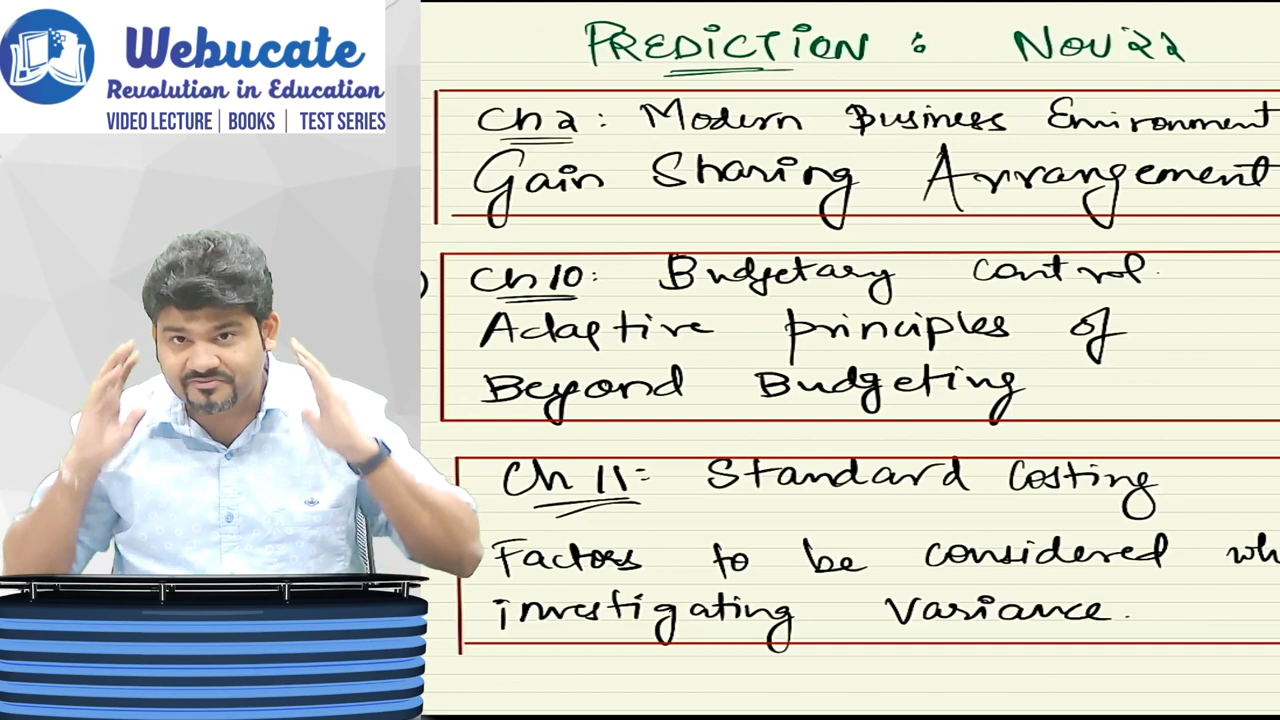 Webucate
Revolution in Education
VIDEO LECTURE | BOOKS | TEST SERIES
PREDICTION : Nov 22
Ch 2 : Modern Business Environment
Gain Sharing Arrangement
) Ch 10: Budgetary control.
Adaptive principles of
Beyond Budgeting
Ch 11:- Standard Costing
Factors to be considered wh
investigating Variance.